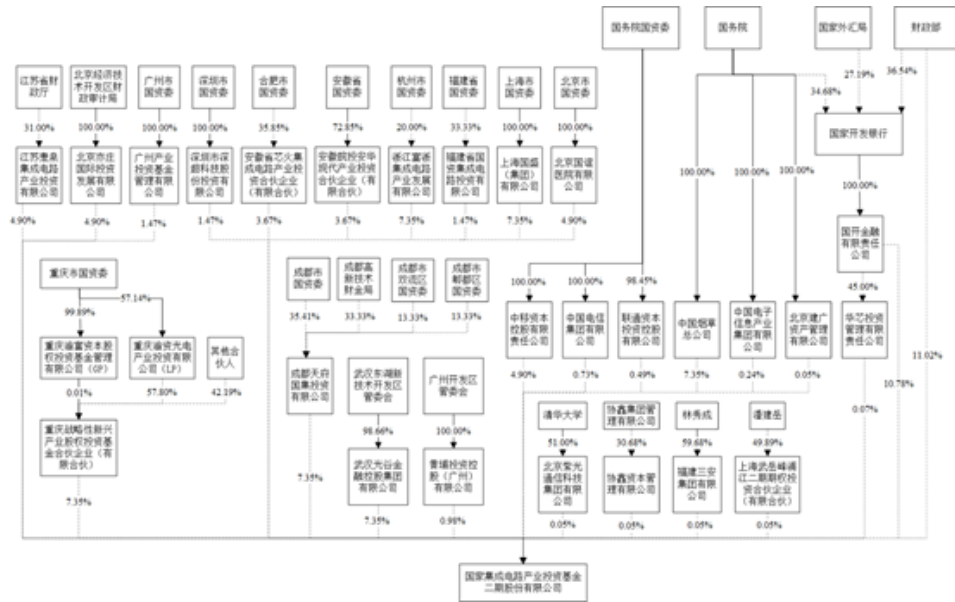 国务院国资委
国务院
国家外汇局
财政部
江苏省财
政厅
北京经济技
术开发区财
政审计局
广州市
国资委
深圳市
国资委
合肥市
国资委
安徽省
国资委
杭州市
国资委
福建省
国资委
上海市
国资委
北京市
国资委
27.19%
36.54%
34.68%
31.00%
100.00%
100.00%
100.00%
35.85%
72.85%
20.00%
33.33%
100.00%
100.00%
国家开发银行
江苏疌泉
集成电路
产业投资
有限公司
北京亦庄
国际投资
发展有限
公司
广州产业
投资基金
管理有限
公司
深圳市深
超科技股
份投资有
限公司
安徽省芯火集
成电路产业投
资合伙企业
(有限合伙)
安徽皖投安华
现代产业投资
合伙企业(有
限合伙)
浙江富浙
集成电路
产业发展
有限公司
福建省国
资集成电
路投资有
限公司
上海国盛
(集团)
有限公司
北京国谊
医院有限
公司
100.00%
100.00%
100.00%
100.00%
4.90%
4.90%
1.47%
1.47%
3.67%
3.67%
7.35%
1.47%
7.35%
4.90%
国开金融
有限责任
公司
重庆市国资委
成都市
国资委
成都高
新技术
财金局
成都市
双流区
国资委
成都市
郫都区
国资委
99.89%
57.14%
35.41%
33.33%
13.33%
13.33%
100.00%
100.00%
98.45%
45.00%
重庆渝富资本股
权投资基金管理
有限公司(GP)
重庆渝资光电
产业投资有限
公司(LP)
其他合
伙人
中移资本
控股有限
责任公司
中国电信
集团有限
公司
联通资本
投资控股
有限公司
中国烟草
总公司
中国电子
信息产业
集团有限
公司
北京建广
资产管理
有限公司
华芯投资
管理有限
责任公司
11.02%
10.78%
0.01%
57.80%
42.19%
成都天府
国集投资
有限公司
武汉东湖新
技术开发区
管委会
广州开发区
管委会
4.90%
0.73%
0.49%
7.35%
0.24%
0.05%
0.07%
重庆战略性新兴
产业股权投资基
金合伙企业(有
限合伙)
98.66%
100.00%
清华大学
协鑫集团管
理有限公司
林秀成
潘建岳
51.00%
30.68%
59.68%
49.89%
武汉光谷金
融控股集团
有限公司
黄埔投资控
股(广州)
有限公司
北京紫光
通信科技
集团有限
公司
协鑫资本管
理有限公司
福建三安
集团有限
公司
上海武岳峰浦
江二期股权投
资合伙企业
(有限合伙)
7.35%
7.35%
7.35%
0.98%
0.05%
0.05%
0.05%
0.05%
国家集成电路产业投资基金
二期股份有限公司